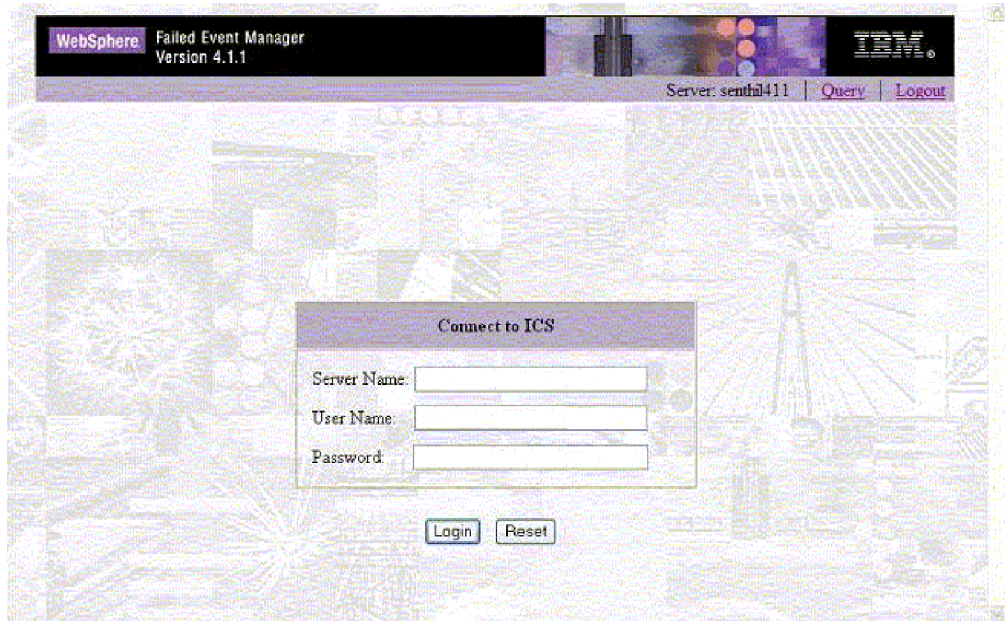 WebSphere Failed Event Manager
Version 4.1.1
IBM®
Server: senthil411 | Query | Logout
Connect to ICS
Server Name:
User Name:
Password:
Login Reset